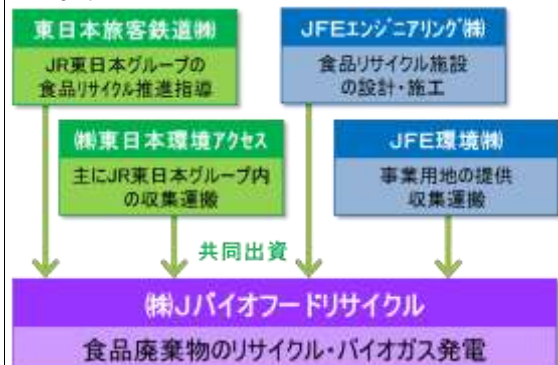 東日本旅客鉄道㈱
JR東日本グループの
食品リサイクル推進指導
JFEエンジニアリング㈱
食品リサイクル施設
の設計・施工
㈱東日本環境アクセス
主にJR東日本グループ内
の収集運搬
JFE環境㈱
事業用地の提供
収集運搬
共同出資
㈱Jバイオフードリサイクル
食品廃棄物のリサイクル・バイオガス発電